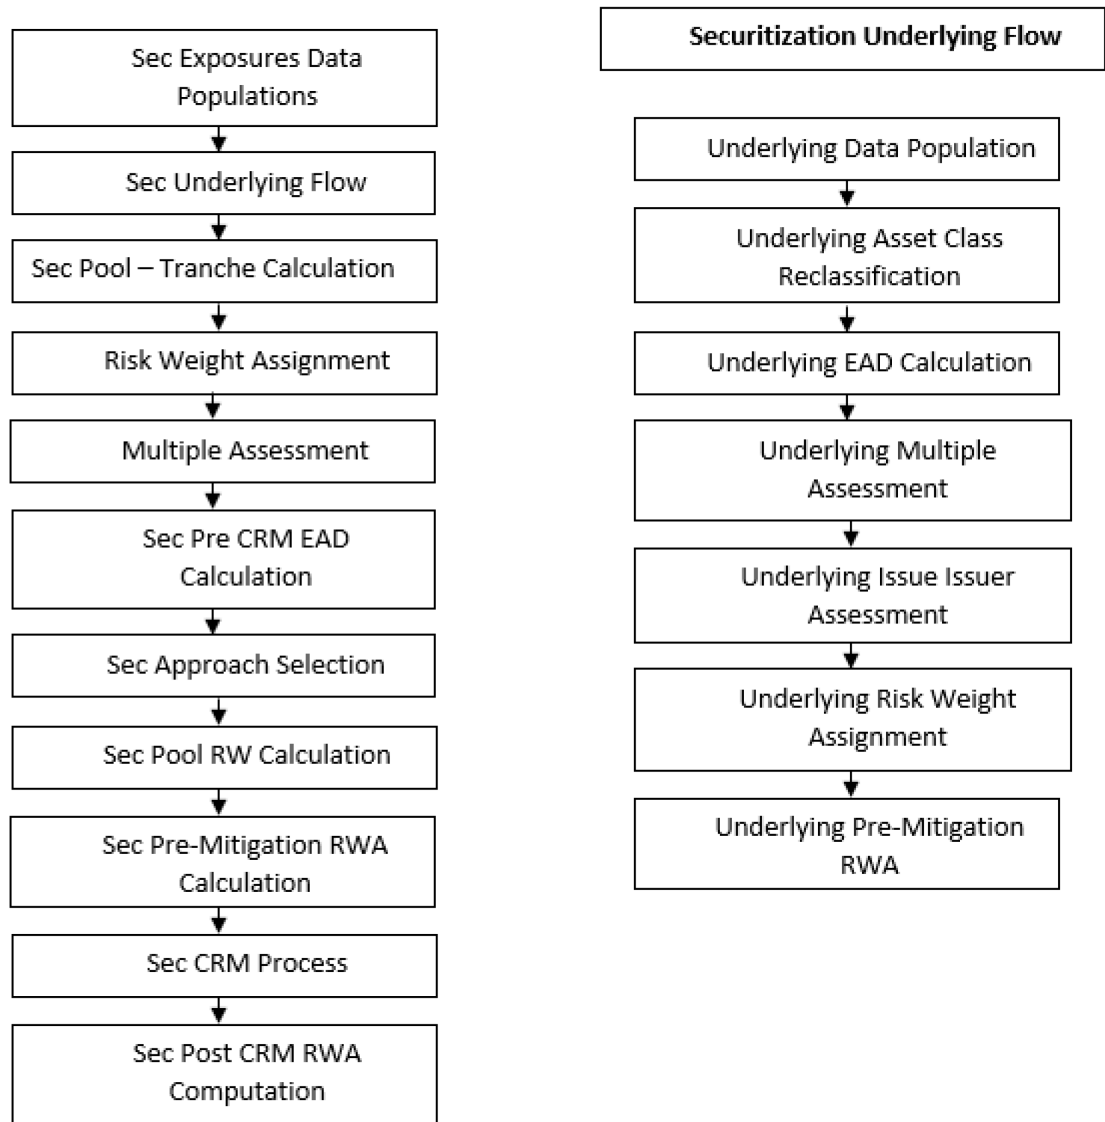 Sec Exposures Data
Populations
Sec Underlying Flow
Sec Pool – Tranche Calculation
Risk Weight Assignment
Multiple Assessment
Sec Pre CRM EAD
Calculation
Sec Approach Selection
Sec Pool RW Calculation
Sec Pre-Mitigation RWA
Calculation
Sec CRM Process
Sec Post CRM RWA
Computation
Securitization Underlying Flow
Underlying Data Population
Underlying Asset Class
Reclassification
Underlying EAD Calculation
Underlying Multiple
Assessment
Underlying Issue Issuer
Assessment
Underlying Risk Weight
Assignment
Underlying Pre-Mitigation
RWA